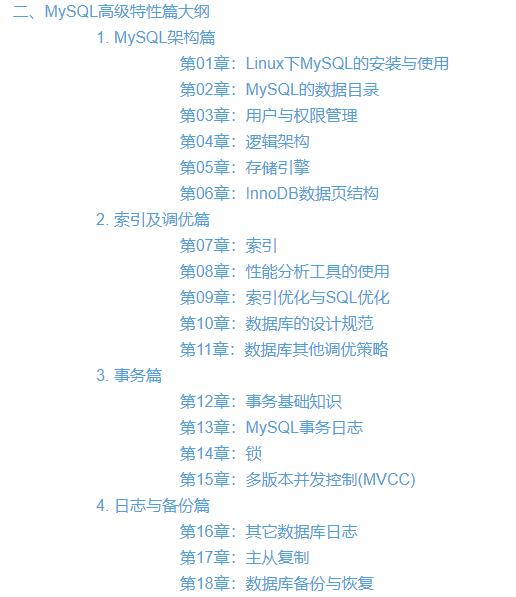 二、MySQL高级特性篇大纲
1. MySQL架构篇
第01章：Linux下MySQL的安装与使用
第02章：MySQL的数据目录
第03章：用户与权限管理
第04章：逻辑架构
第05章：存储引擎
第06章：InnoDB数据页结构
2. 索引及调优篇
第07章：索引
第08章：性能分析工具的使用
第09章：索引优化与SQL优化
第10章：数据库的设计规范
第11章：数据库其他调优策略
3. 事务篇
第12章：事务基础知识
第13章：MySQL事务日志
第14章：锁
第15章：多版本并发控制(MVCC)
4. 日志与备份篇
第16章：其它数据库日志
第17章：主从复制
第18章：数据库备份与恢复